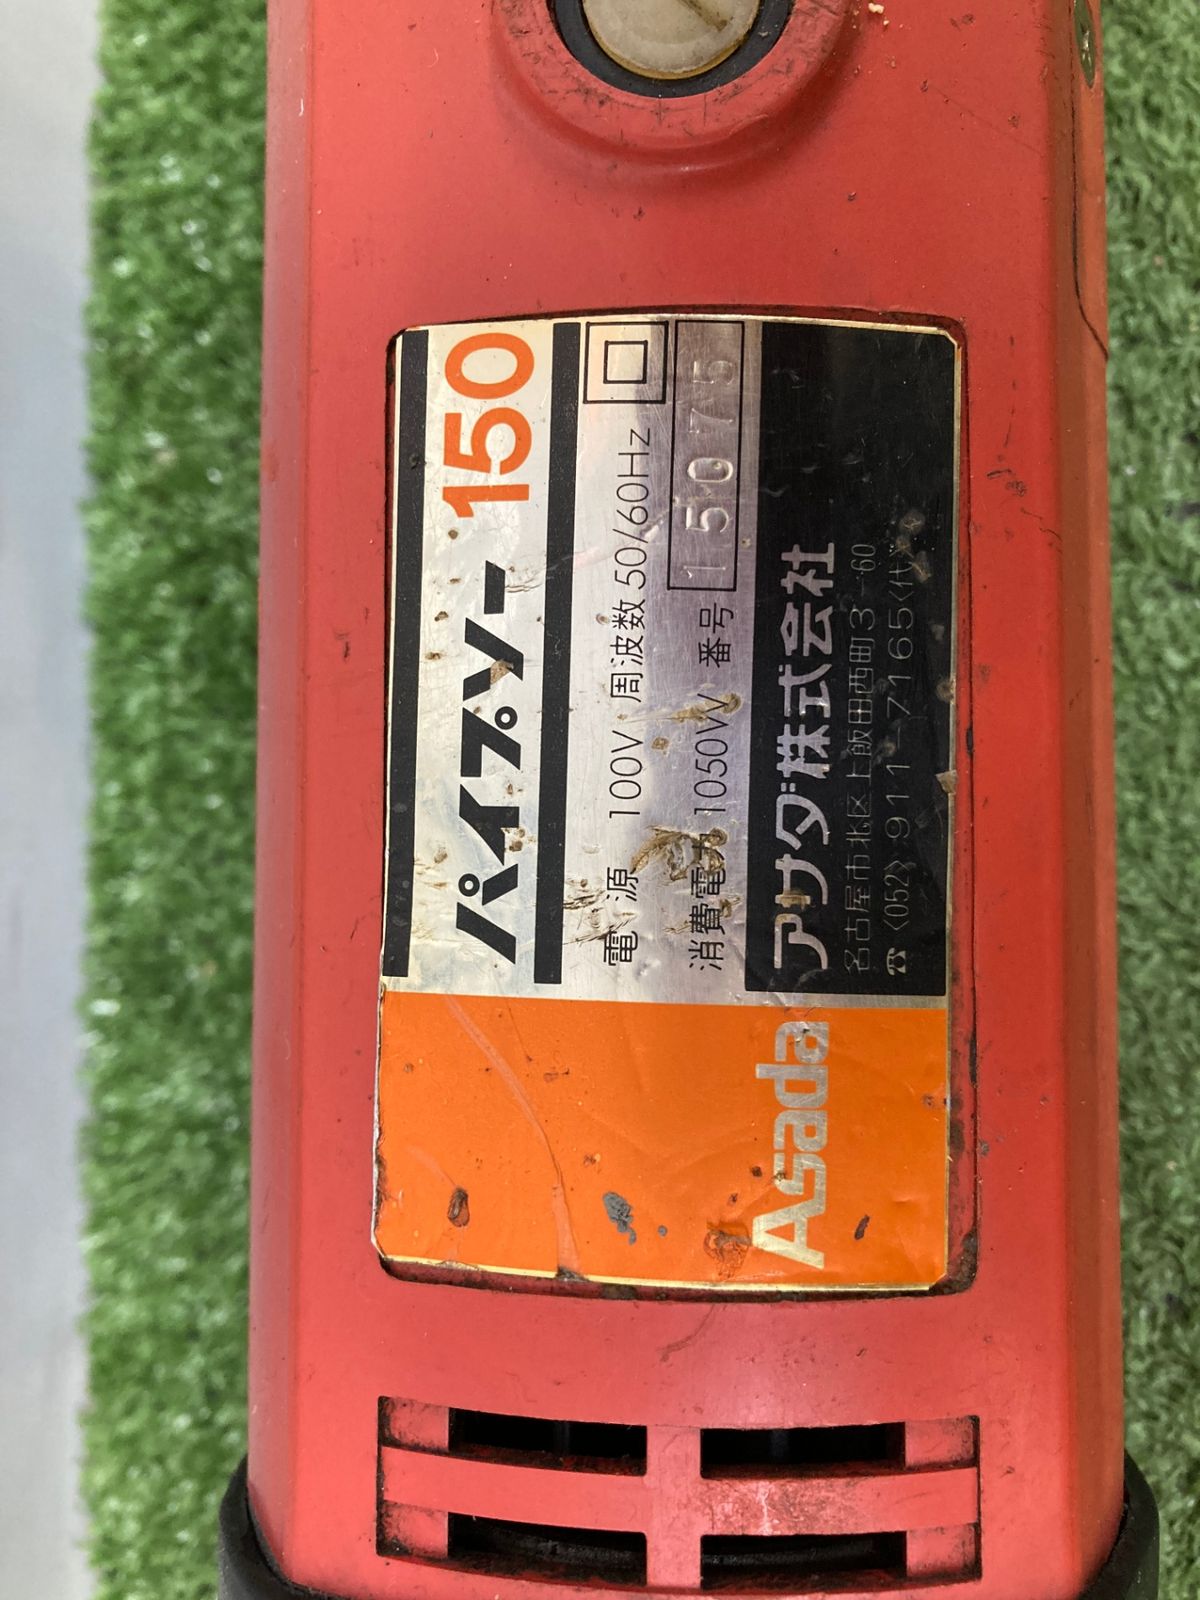 パイプソー 150
電源 100V 周波数 50/60Hz
消費電力 1050W 番号 15075
アサダ株式会社
名古屋市北区上飯田西町3-60
☎〈052〉911-7165〈代〉
Asada